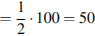 = 1/2 · 100 = 50